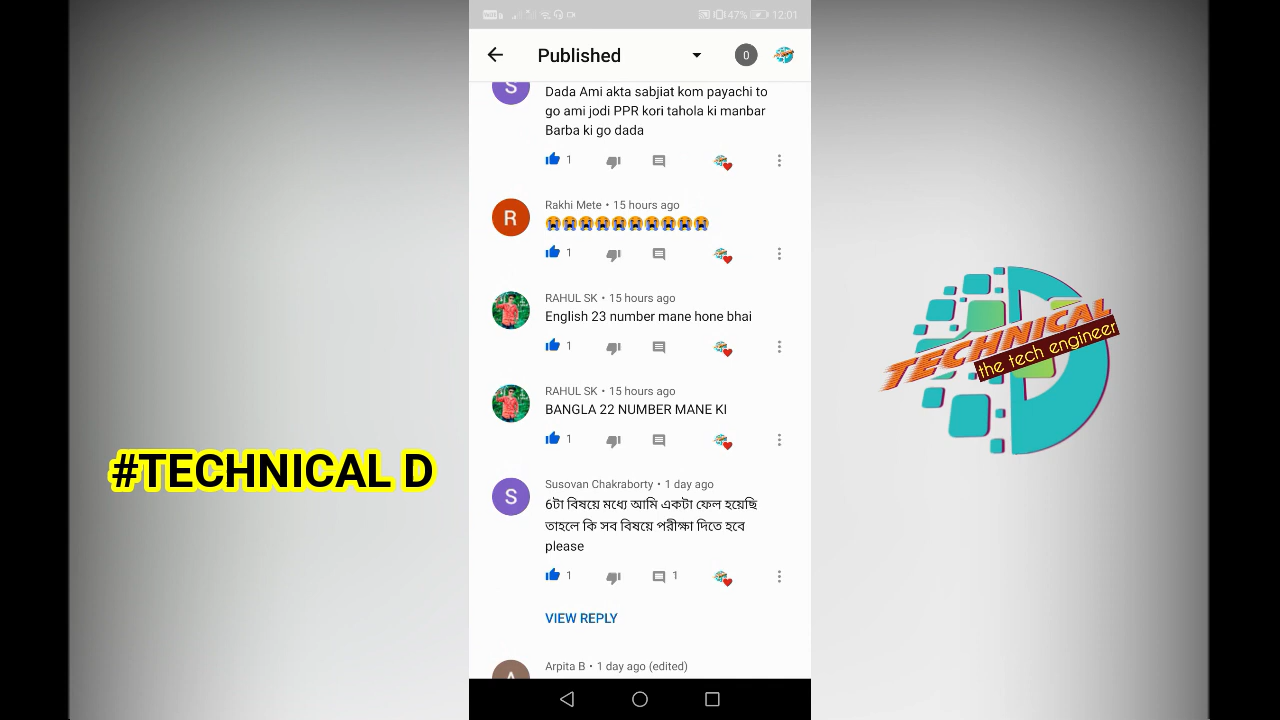 47% 12:01
Published
0
S
Dada Ami akta sabjiat kom payachi to
go ami jodi PPR kori tahola ki manbar
Barba ki go dada
1
R
Rakhi Mete • 15 hours ago
😭😭😭😭😭😭😭😭😭😭
1
RAHUL SK • 15 hours ago
English 23 number mane hone bhai
1
RAHUL SK • 15 hours ago
BANGLA 22 NUMBER MANE KI
1
S
Susovan Chakraborty • 1 day ago
6টা বিষয়ে মধ্যে আমি একটা ফেল হয়েছি
তাহলে কি সব বিষয়ে পরীক্ষা দিতে হবে
please
1 1
VIEW REPLY
Arpita B • 1 day ago (edited)
#TECHNICAL D
TECHNICAL
the tech engineer